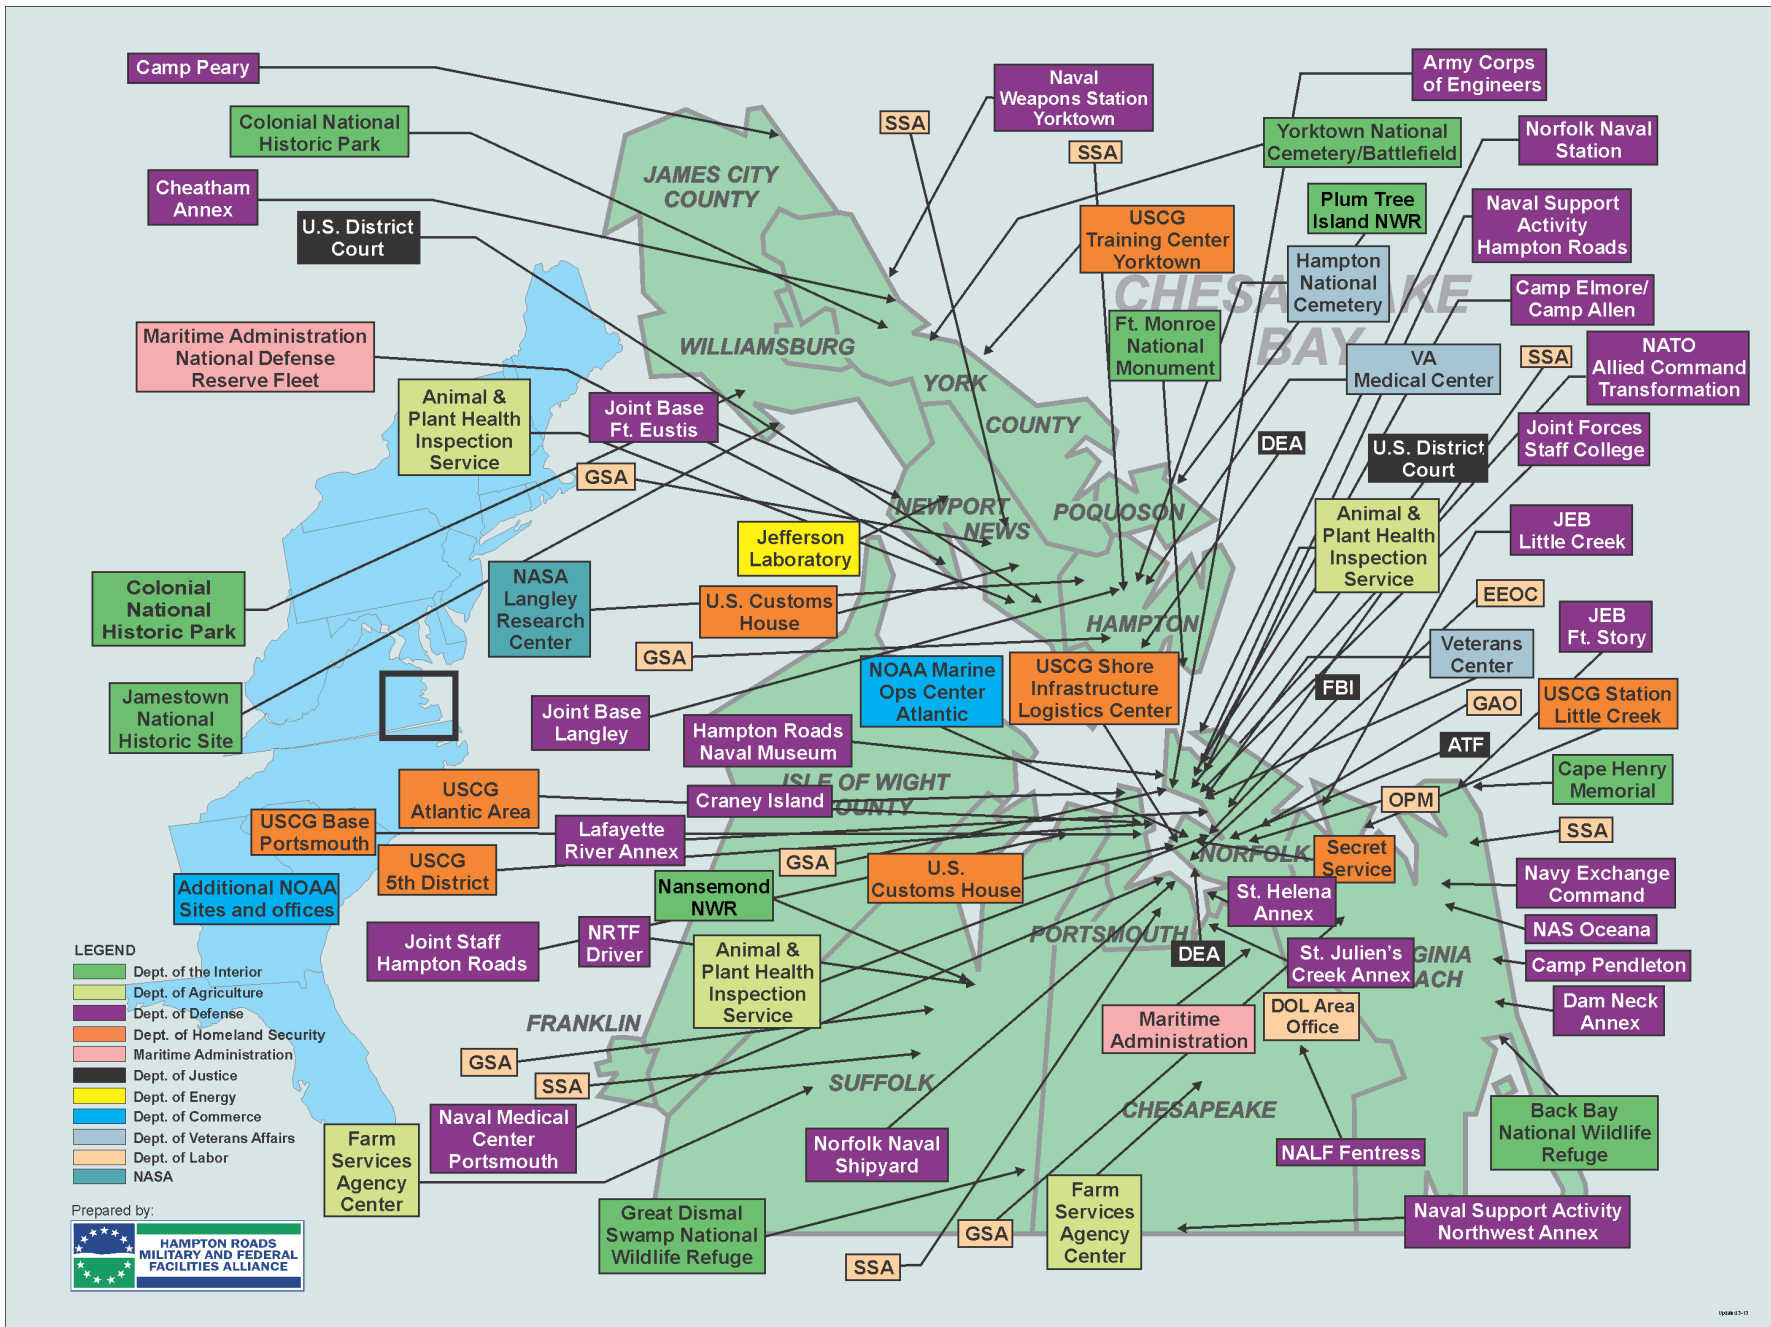 Camp Peary
Colonial National
Historic Park
Cheatham
Annex
U.S. District
Court
Maritime Administration
National Defense
Reserve Fleet
Animal &
Plant Health
Inspection
Service
Joint Base
Ft. Eustis
GSA
Jefferson
Laboratory
Colonial
National
Historic Park
NASA
Langley
Research
Center
U.S. Customs
House
GSA
Jamestown
National
Historic Site
Joint Base
Langley
SSA
Naval
Weapons Station
Yorktown
SSA
USCG
Training Center
Yorktown
Army Corps
of Engineers
Yorktown National
Cemetery/Battlefield
Norfolk Naval
Station
Plum Tree
Island NWR
Naval Support
Activity
Hampton Roads
Hampton
National
Cemetery
Camp Elmore/
Camp Allen
Ft. Monroe
National
Monument
VA
Medical Center
SSA
NATO
Allied Command
Transformation
DEA
U.S. District
Court
Joint Forces
Staff College
Animal &
Plant Health
Inspection
Service
JEB
Little Creek
EEOC
JEB
Ft. Story
Veterans
Center
FBI
GAO
USCG Station
Little Creek
ATF
Cape Henry
Memorial
OPM
SSA
Secret
Service
Navy Exchange
Command
NAS Oceana
Camp Pendleton
Dam Neck
Annex
St. Helena
Annex
St. Julien's
Creek Annex
DEA
DOL Area
Office
Maritime
Administration
Back Bay
National Wildlife
Refuge
NALF Fentress
Naval Support Activity
Northwest Annex
Farm
Services
Agency
Center
GSA
SSA
Norfolk Naval
Shipyard
Great Dismal
Swamp National
Wildlife Refuge
NOAA Marine
Ops Center
Atlantic
USCG Shore
Infrastructure
Logistics Center
Hampton Roads
Naval Museum
Craney Island
USCG
Atlantic Area
USCG Base
Portsmouth
Lafayette
River Annex
USCG
5th District
GSA
U.S.
Customs House
Additional NOAA
Sites and offices
Nansemond
NWR
Joint Staff
Hampton Roads
NRTF
Driver
Animal &
Plant Health
Inspection
Service
GSA
SSA
Naval Medical
Center
Portsmouth
Farm
Services
Agency
Center
JAMES CITY
COUNTY
WILLIAMSBURG
YORK
COUNTY
NEWPORT
NEWS
POQUOSON
HAMPTON
CHESA AKE
BAY
ISLE OF WIGHT
OUNTY
NORFOLK
PORTSMOUTH
GINIA
ACH
FRANKLIN
SUFFOLK
CHESAPEAKE
LEGEND
Dept. of the Interior
Dept. of Agriculture
Dept. of Defense
Dept. of Homeland Security
Maritime Administration
Dept. of Justice
Dept. of Energy
Dept. of Commerce
Dept. of Veterans Affairs
Dept. of Labor
NASA
Prepared by:
HAMPTON ROADS
MILITARY AND FEDERAL
FACILITIES ALLIANCE